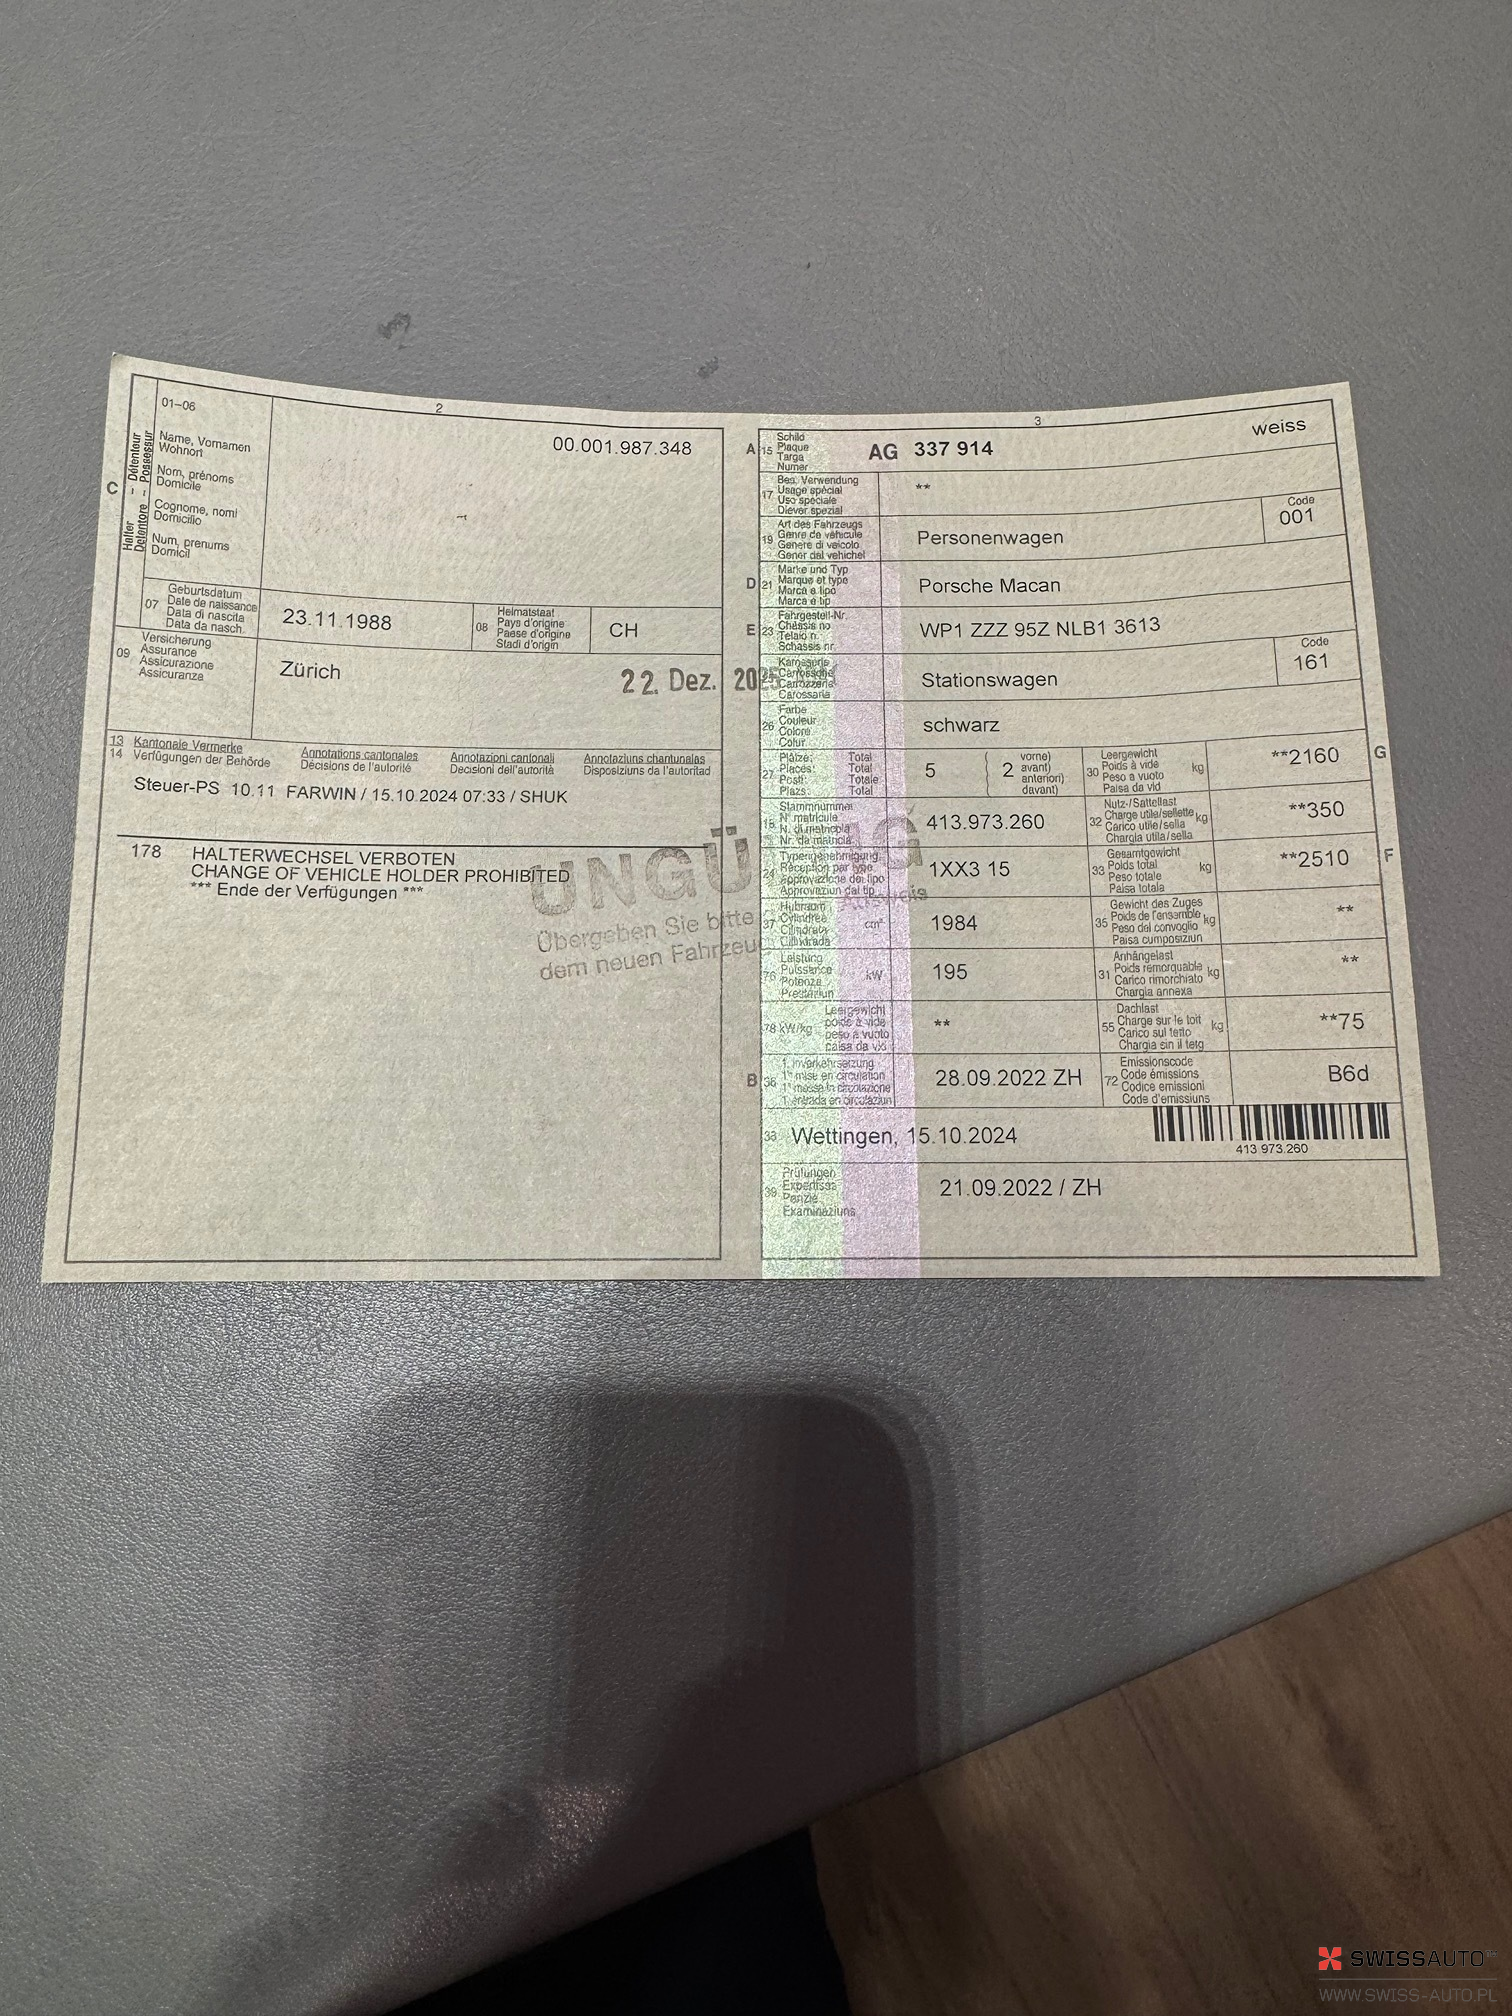 2
01–06
00.001.987.348
C
Halter – Détenteur
Detentore – Possessur
Name, Vornamen
Wohnort
Nom, prénoms
Domicile
Cognome, nomi
Domicilio
Num, prenums
Domicil
07
Geburtsdatum
Date de naissance
Data di nascita
Data da nasch.
23.11.1988
08
Heimatstaat
Pays d'origine
Paese d'origine
Stadi d'origin
CH
09
Versicherung
Assurance
Assicurazione
Assicuranza
Zürich
22. Dez. 2025
13 Kantonale Vermerke Annotations cantonales Annotazioni cantonali Annotaziuns chantunalas
14 Verfügungen der Behörde Décisions de l'autorité Decisioni dell'autorità Disposiziuns da l'autoritad
Steuer-PS 10.11 FARWIN / 15.10.2024 07:33 / SHUK
178 HALTERWECHSEL VERBOTEN
CHANGE OF VEHICLE HOLDER PROHIBITED
*** Ende der Verfügungen ***
UNGÜLTIG
Übergeben Sie bitte Ausweis
dem neuen Fahrzeu
3
A 15
Schild
Plaque
Targa
Numer
AG 337 914
weiss
17
Bes. Verwendung
Usage spécial
Uso speciale
Diever spezial
**
19
Art des Fahrzeugs
Genre de véhicule
Genere di veicolo
Gener dal vehichel
Personenwagen
Code
001
D 21
Marke und Typ
Marque et type
Marca e tipo
Marca e tip
Porsche Macan
E 23
Fahrgestell-Nr.
Châssis no
Telaio n.
Schassis nr.
WP1 ZZZ 95Z NLB1 3613
Karosserie
Carrosserie
Carrozzeria
Carossaria
Stationswagen
Code
161
26
Farbe
Couleur
Colore
Colur
schwarz
27
Plätze: Total
Places: Total
Posti: Totale
Plazs: Total
5
( 2
vorne)
avant)
anteriori)
davant)
30
Leergewicht
Poids à vide
Peso a vuoto
Paisa da vid
kg
**2160
G
18
Stammnummer
N° matricule
N. di matricola
Nr. da matricla
413.973.260
32
Nutz-/Sattellast
Charge utile/sellette
Carico utile/sella
Chargia utila/sella
kg
**350
24
Typengenehmigung
Réception par type
Approvazione del tipo
Approvaziun dal tip
1XX3 15
33
Gesamtgewicht
Poids total
Peso totale
Paisa totala
kg
**2510
F
37
Hubraum
Cylindrée
Cilindrata
Cilindrada
cm³
1984
35
Gewicht des Zuges
Poids de l'ensemble
Peso del convoglio
Paisa cumposiziun
kg
**
76
Leistung
Puissance
Potenza
Prestaziun
kW
195
31
Anhängelast
Poids remorquable
Carico rimorchiato
Chargia annexa
kg
**
78 kW/kg
Leergewicht
poids à vide
peso a vuoto
paisa da vid
**
55
Dachlast
Charge sur le toit
Carico sul tetto
Chargia sin il tetg
kg
**75
B 36
1. Inverkehrsetzung
1re mise en circulation
1a messa in circolazione
1. entrada en circulaziun
28.09.2022 ZH
72
Emissionscode
Code émissions
Codice emissioni
Code d'emissiuns
B6d
38 Wettingen, 15.10.2024
413 973.260
39
Prüfungen
Expertises
Perizie
Examinaziuns
21.09.2022 / ZH
SWISSAUTO
WWW.SWISS-AUTO.PL